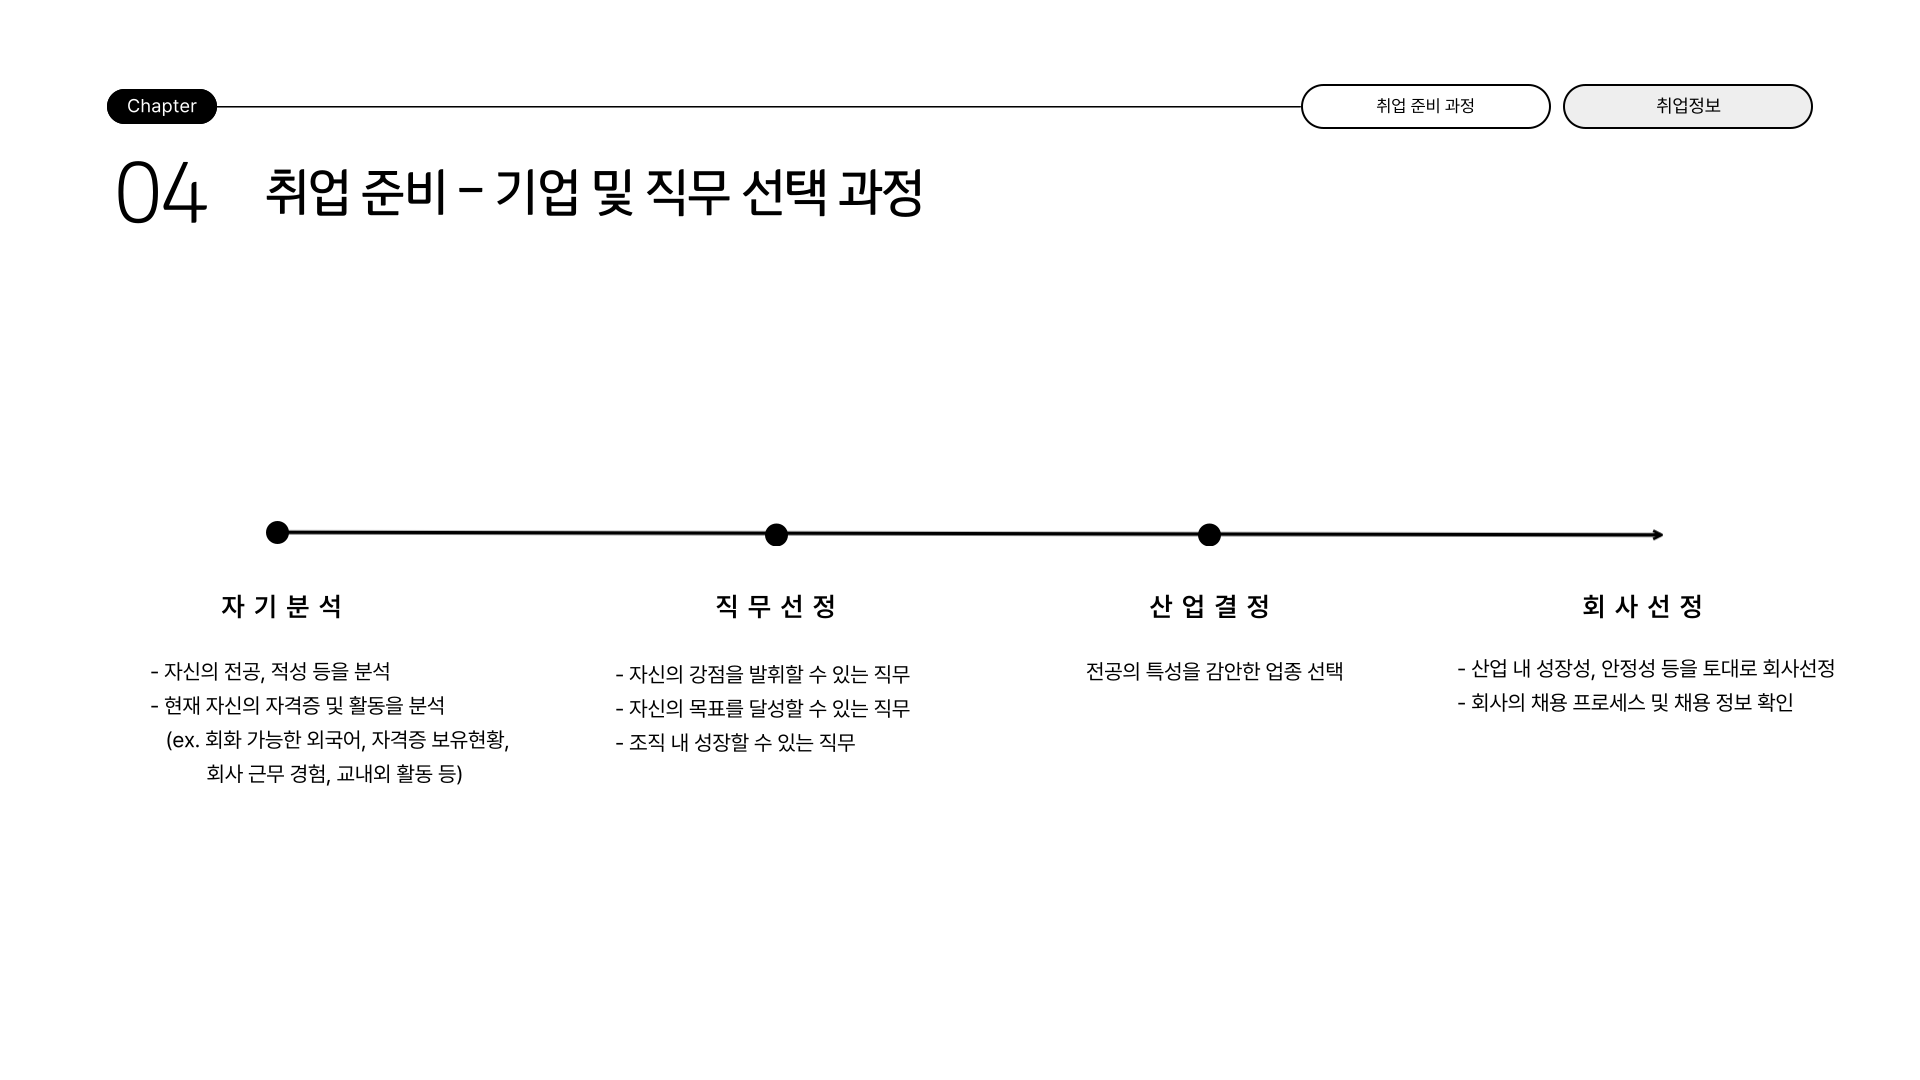 Chapter
취업 준비 과정
취업정보
04
취업 준비 – 기업 및 직무 선택 과정
자기분석
- 자신의 전공, 적성 등을 분석
- 현재 자신의 자격증 및 활동을 분석
(ex. 회화 가능한 외국어, 자격증 보유현황,
회사 근무 경험, 교내외 활동 등)
직무선정
- 자신의 강점을 발휘할 수 있는 직무
- 자신의 목표를 달성할 수 있는 직무
- 조직 내 성장할 수 있는 직무
산업결정
전공의 특성을 감안한 업종 선택
회사선정
- 산업 내 성장성, 안정성 등을 토대로 회사선정
- 회사의 채용 프로세스 및 채용 정보 확인